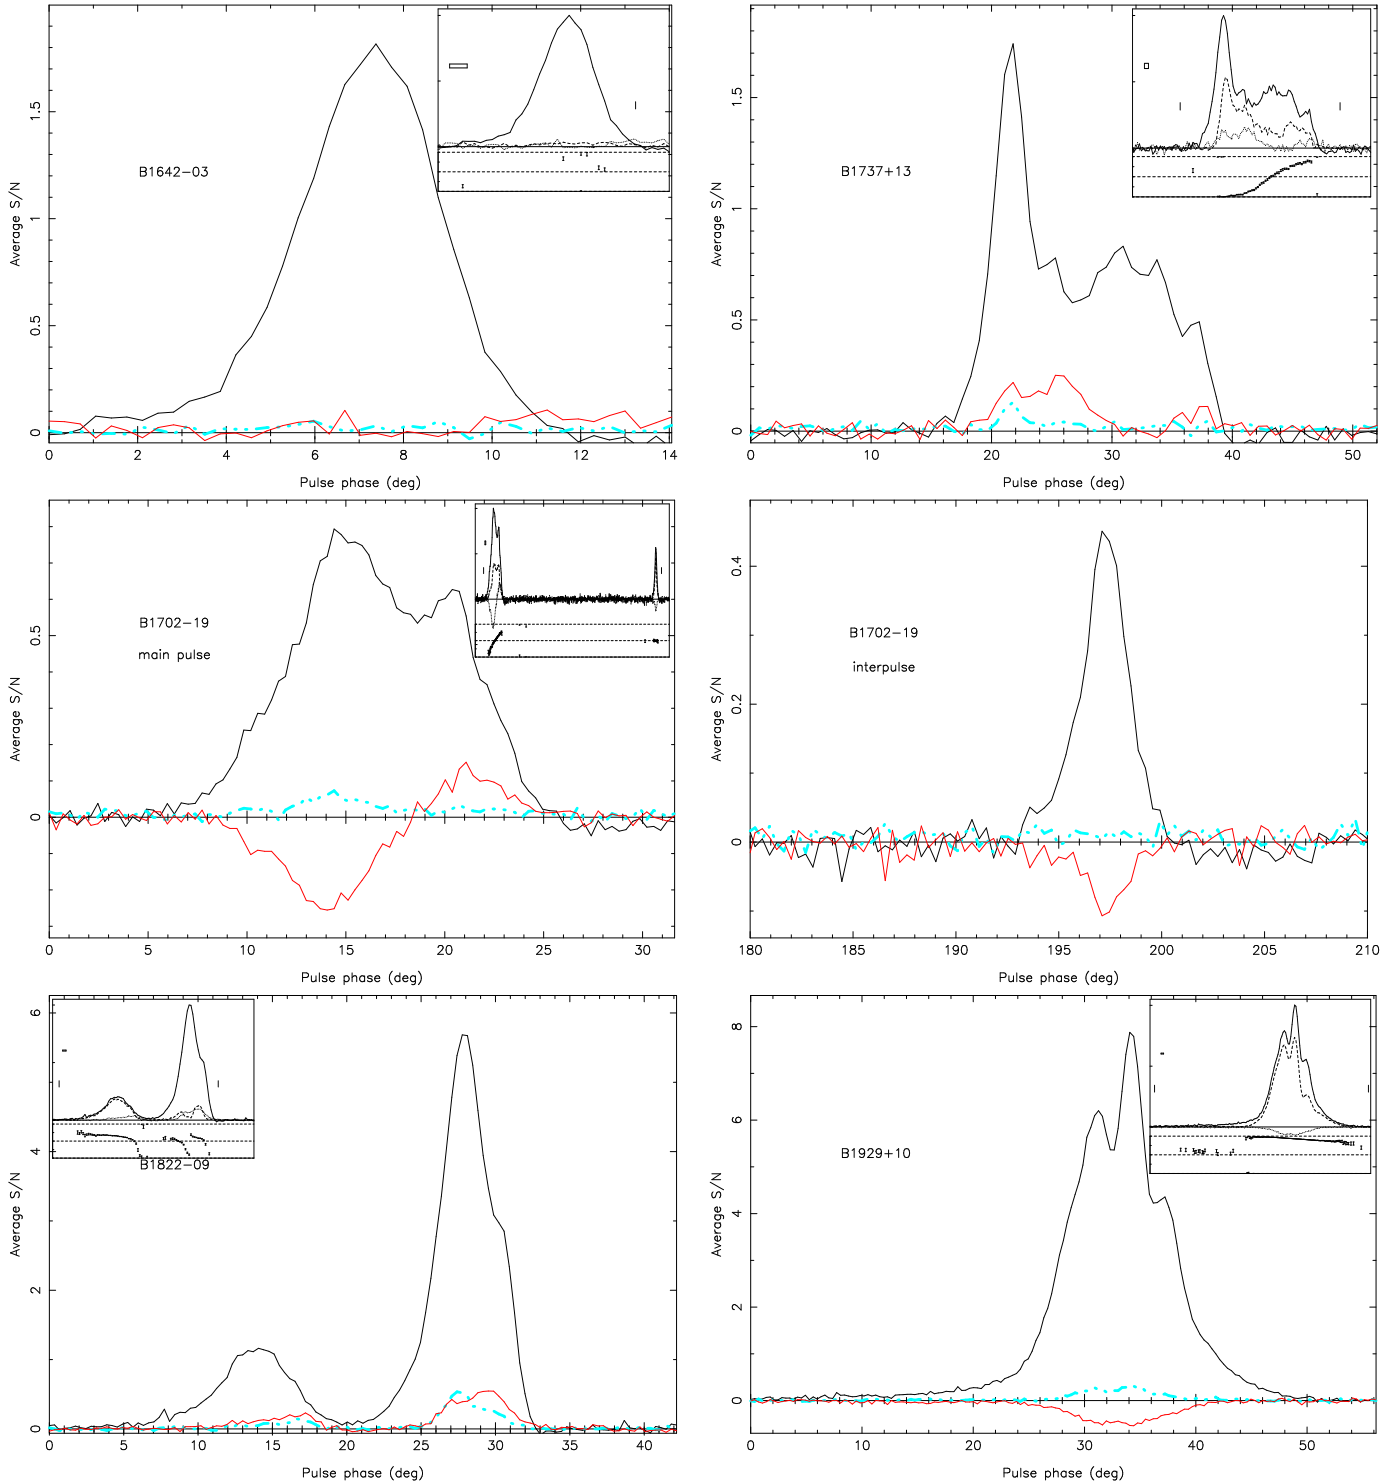 1.5
1
0.5
0
Average S/N
B1642−03
0 2 4 6 8 10 12 14
Pulse phase (deg)
1.5
1
0.5
0
Average S/N
B1737+13
0 10 20 30 40 50
Pulse phase (deg)
0.5
0
Average S/N
B1702−19
main pulse
0 5 10 15 20 25 30
Pulse phase (deg)
0.4
0.2
0
Average S/N
B1702−19
interpulse
180 185 190 195 200 205 210
Pulse phase (deg)
6
4
2
0
Average S/N
B1822−09
0 5 10 15 20 25 30 35 40
Pulse phase (deg)
8
6
4
2
0
Average S/N
B1929+10
0 10 20 30 40 50
Pulse phase (deg)